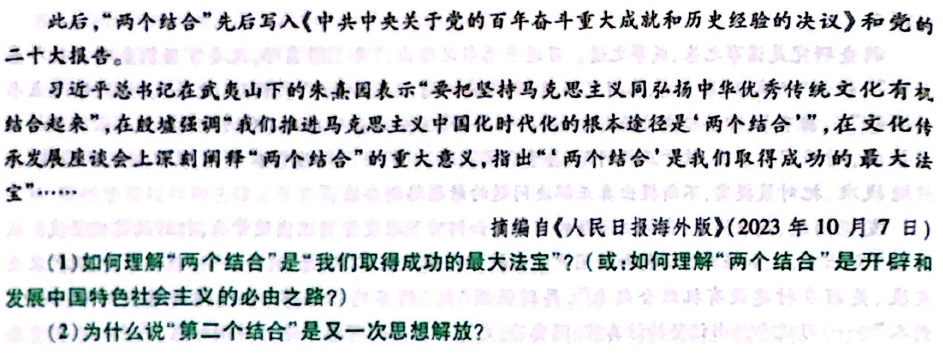 此后,“两个结合”先后写入《中共中央关于党的百年奋斗重大成就和历史经验的决议》和党的
二十大报告。
习近平总书记在武夷山下的朱熹园表示“要把坚持马克思主义同弘扬中华优秀传统文化有机
结合起来”,在殷墟强调“我们推进马克思主义中国化时代化的根本途径是‘两个结合’”,在文化传
承发展座谈会上深刻阐释“两个结合”的重大意义,指出“‘两个结合’是我们取得成功的最大法
宝”……
摘编自《人民日报海外版》(2023年10月7日)
(1)如何理解“两个结合”是“我们取得成功的最大法宝”?(或:如何理解“两个结合”是开辟和
发展中国特色社会主义的必由之路?)
(2)为什么说“第二个结合”是又一次思想解放?